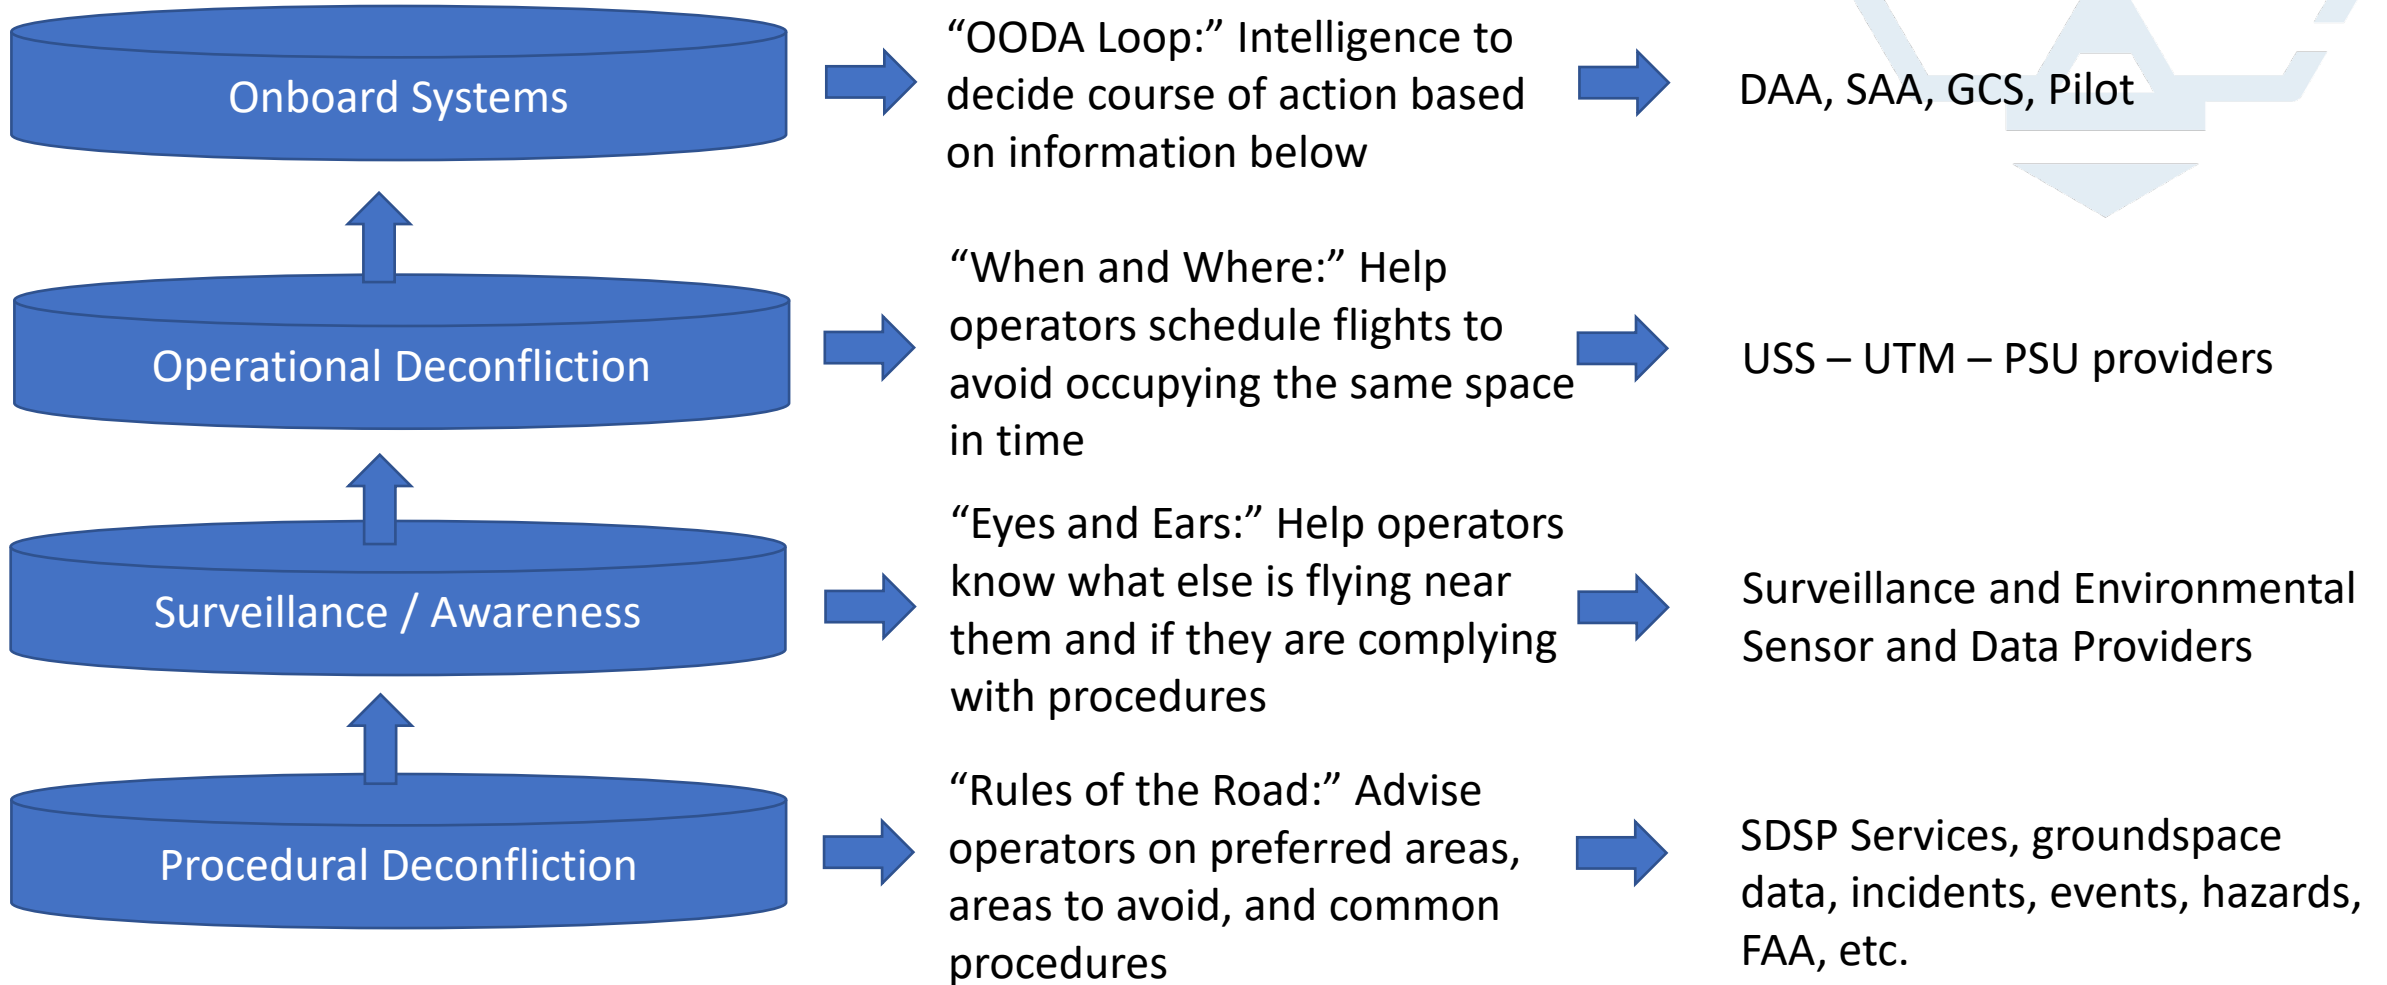 Onboard Systems
“OODA Loop:” Intelligence to
decide course of action based
on information below
DAA, SAA, GCS, Pilot
Operational Deconfliction
“When and Where:” Help
operators schedule flights to
avoid occupying the same space
in time
USS – UTM – PSU providers
Surveillance / Awareness
“Eyes and Ears:” Help operators
know what else is flying near
them and if they are complying
with procedures
Surveillance and Environmental
Sensor and Data Providers
Procedural Deconfliction
“Rules of the Road:” Advise
operators on preferred areas,
areas to avoid, and common
procedures
SDSP Services, groundspace
data, incidents, events, hazards,
FAA, etc.